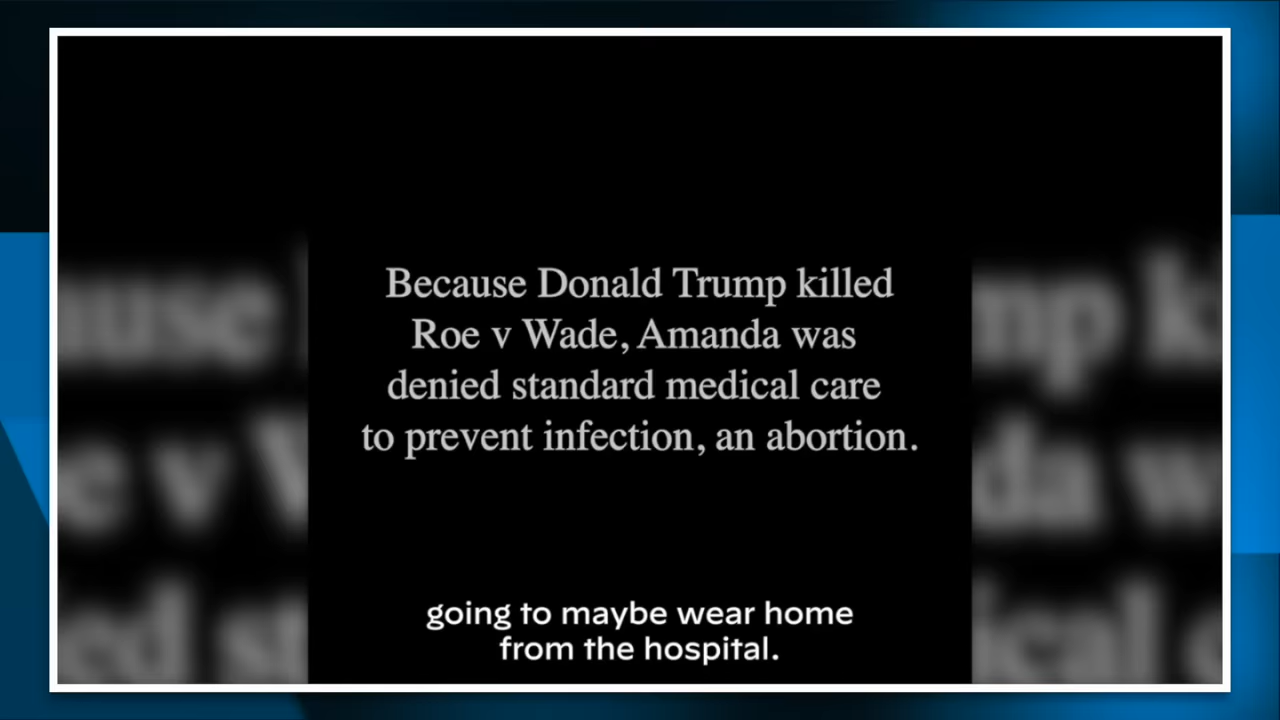 Because Donald Trump killed
Roe v Wade, Amanda was
denied standard medical care
to prevent infection, an abortion.
going to maybe wear home
from the hospital.